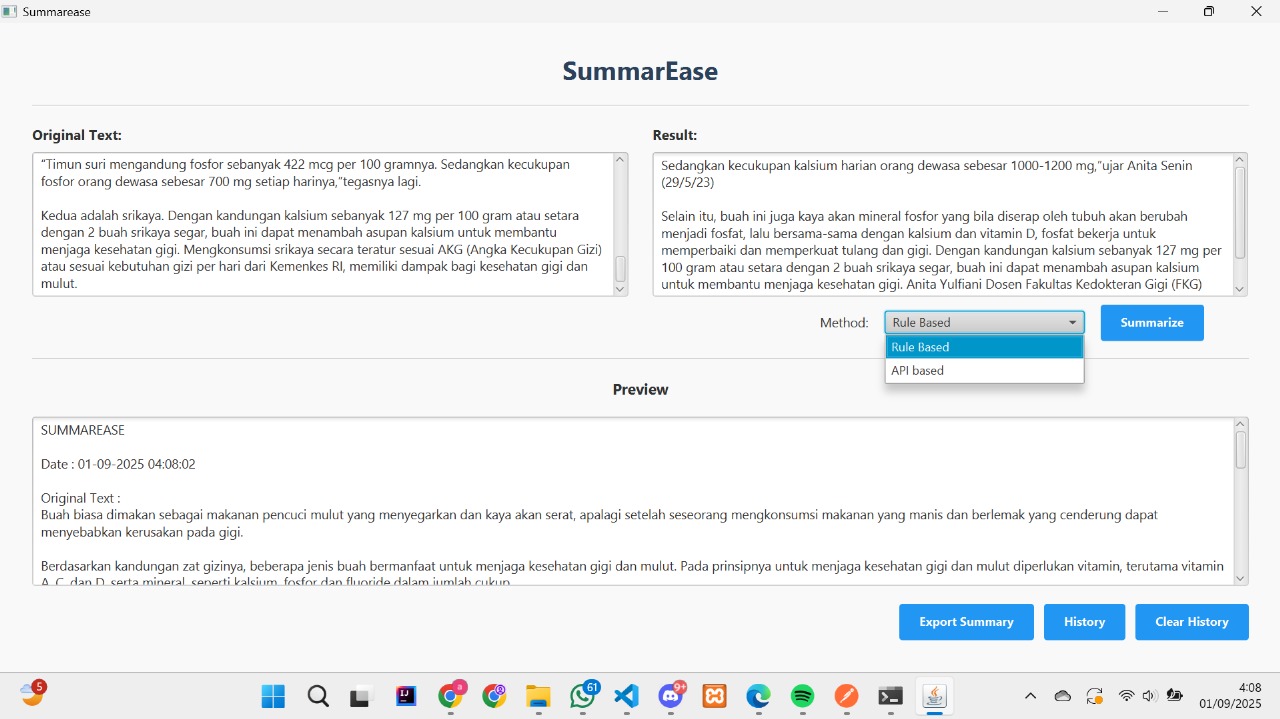 Summarease
SummarEase
Original Text:
“Timun suri mengandung fosfor sebanyak 422 mcg per 100 gramnya. Sedangkan kecukupan
fosfor orang dewasa sebesar 700 mg setiap harinya,”tegasnya lagi.
Kedua adalah srikaya. Dengan kandungan kalsium sebanyak 127 mg per 100 gram atau setara
dengan 2 buah srikaya segar, buah ini dapat menambah asupan kalsium untuk membantu
menjaga kesehatan gigi. Mengkonsumsi srikaya secara teratur sesuai AKG (Angka Kecukupan Gizi)
atau sesuai kebutuhan gizi per hari dari Kemenkes RI, memiliki dampak bagi kesehatan gigi dan
mulut.
Result:
Sedangkan kecukupan kalsium harian orang dewasa sebesar 1000-1200 mg,”ujar Anita Senin
(29/5/23)
Selain itu, buah ini juga kaya akan mineral fosfor yang bila diserap oleh tubuh akan berubah
menjadi fosfat, lalu bersama-sama dengan kalsium dan vitamin D, fosfat bekerja untuk
memperbaiki dan memperkuat tulang dan gigi. Dengan kandungan kalsium sebanyak 127 mg per
100 gram atau setara dengan 2 buah srikaya segar, buah ini dapat menambah asupan kalsium
untuk membantu menjaga kesehatan gigi. Anita Yulfiani Dosen Fakultas Kedokteran Gigi (FKG)
Method:
Rule Based
Summarize
Rule Based
API based
Preview
SUMMAREASE
Date : 01-09-2025 04:08:02
Original Text :
Buah biasa dimakan sebagai makanan pencuci mulut yang menyegarkan dan kaya akan serat, apalagi setelah seseorang mengkonsumsi makanan yang manis dan berlemak yang cenderung dapat
menyebabkan kerusakan pada gigi.
Berdasarkan kandungan zat gizinya, beberapa jenis buah bermanfaat untuk menjaga kesehatan gigi dan mulut. Pada prinsipnya untuk menjaga kesehatan gigi dan mulut diperlukan vitamin, terutama vitamin
A, C, dan D, serta mineral, seperti kalsium, fosfor dan fluoride dalam jumlah cukup.
Export Summary
History
Clear History
5
a
61
9+
4:08
01/09/2025